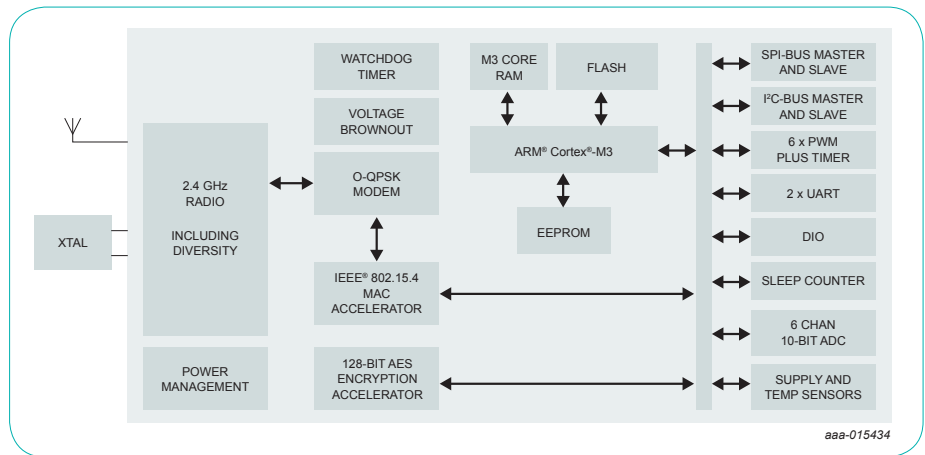 WATCHDOG
TIMER
VOLTAGE
BROWNOUT
O-QPSK
MODEM
2.4 GHz
RADIO
INCLUDING
DIVERSITY
XTAL
IEEE® 802.15.4
MAC
ACCELERATOR
POWER
MANAGEMENT
128-BIT AES
ENCRYPTION
ACCELERATOR
M3 CORE
RAM
FLASH
ARM® Cortex®-M3
EEPROM
SPI-BUS MASTER
AND SLAVE
I²C-BUS MASTER
AND SLAVE
6 x PWM
PLUS TIMER
2 x UART
DIO
SLEEP COUNTER
6 CHAN
10-BIT ADC
SUPPLY AND
TEMP SENSORS
aaa-015434